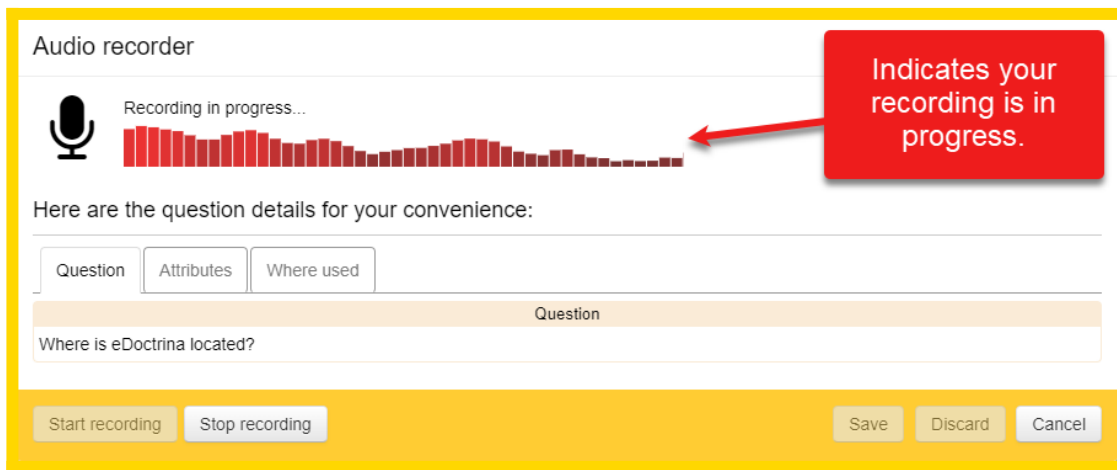 Audio recorder
Indicates your
recording is in
progress.
Recording in progress...
Here are the question details for your convenience:
Question Attributes Where used
Question
Where is eDoctrina located?
Start recording Stop recording Save Discard Cancel